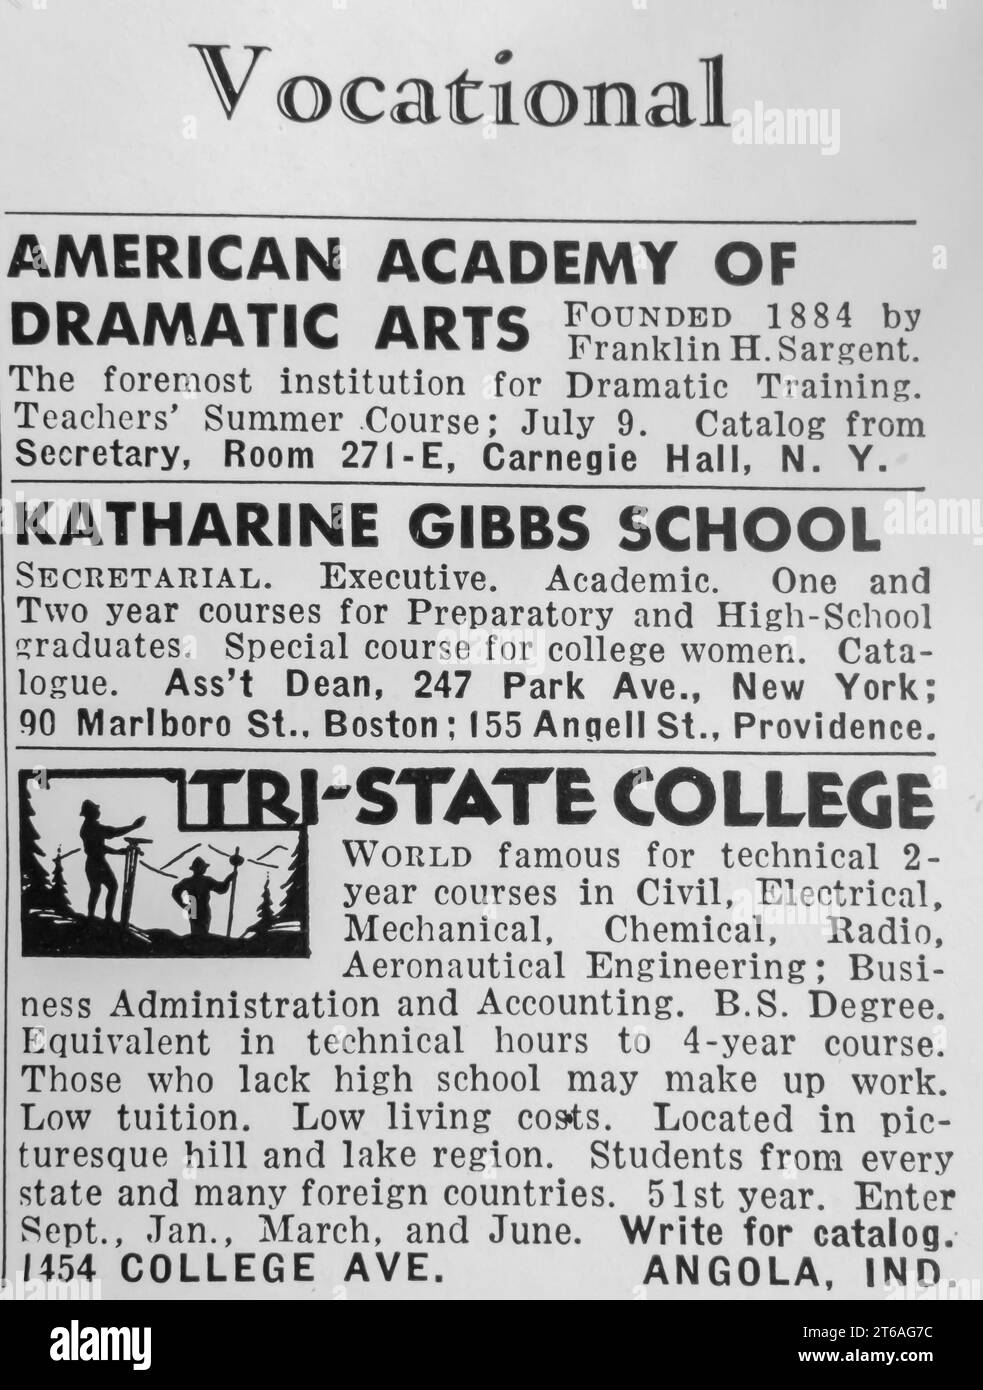 Vocational
AMERICAN ACADEMY OF
DRAMATIC ARTS FOUNDED 1884 by
Franklin H. Sargent.
The foremost institution for Dramatic Training.
Teachers' Summer Course; July 9. Catalog from
Secretary, Room 271-E, Carnegie Hall, N. Y.
KATHARINE GIBBS SCHOOL
SECRETARIAL. Executive. Academic. One and
Two year courses for Preparatory and High-School
graduates. Special course for college women. Cata-
logue. Ass't Dean, 247 Park Ave., New York;
90 Marlboro St., Boston; 155 Angell St., Providence.
TRI-STATE COLLEGE
WORLD famous for technical 2-
year courses in Civil, Electrical,
Mechanical, Chemical, Radio,
Aeronautical Engineering; Busi-
ness Administration and Accounting. B.S. Degree.
Equivalent in technical hours to 4-year course.
Those who lack high school may make up work.
Low tuition. Low living costs. Located in pic-
turesque hill and lake region. Students from every
state and many foreign countries. 51st year. Enter
Sept., Jan., March, and June. Write for catalog.
1454 COLLEGE AVE. ANGOLA, IND.
alamy
Image ID: 2T6AG7C
www.alamy.com